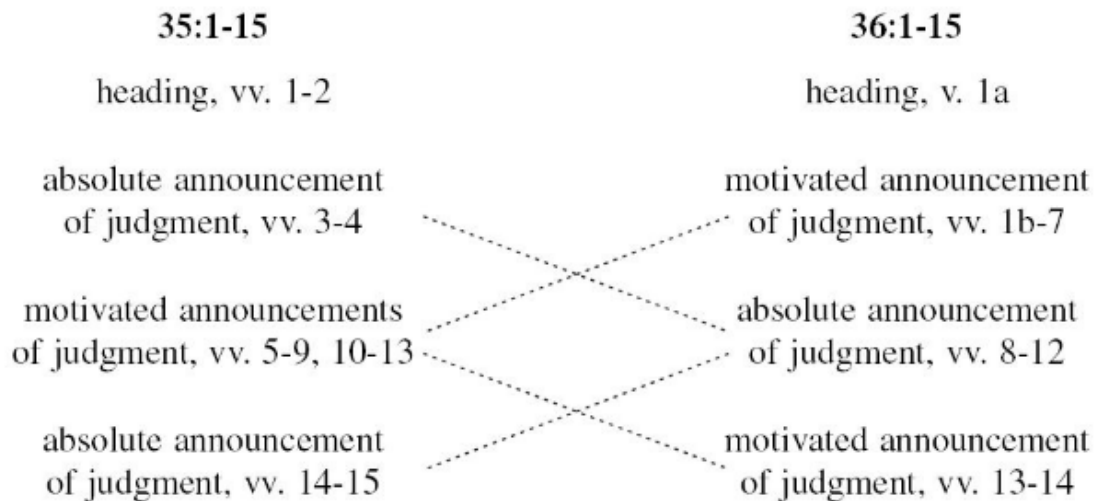 35:1-15
36:1-15
heading, vv. 1-2
heading, v. 1a
absolute announcement
of judgment, vv. 3-4
motivated announcement
of judgment, vv. 1b-7
motivated announcements
of judgment, vv. 5-9, 10-13
absolute announcement
of judgment, vv. 8-12
absolute announcement
of judgment, vv. 14-15
motivated announcement
of judgment, vv. 13-14